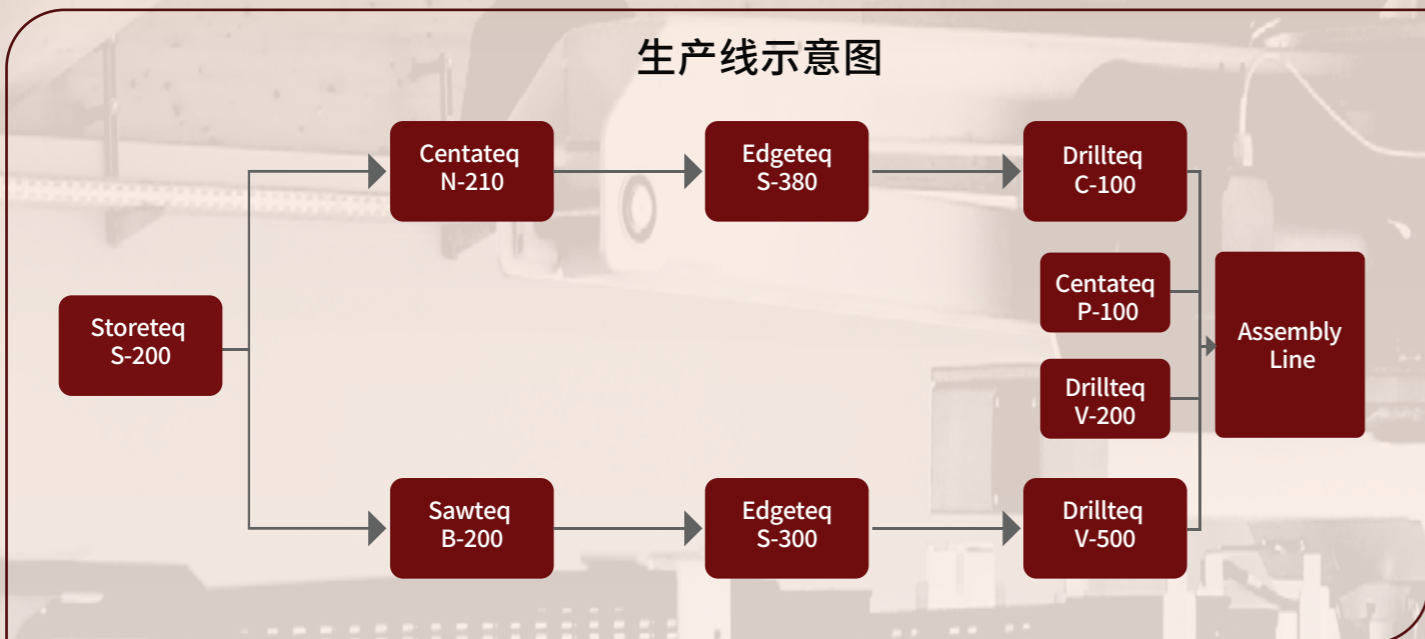 生产线示意图
Centateq
N-210
Edgeteq
S-380
Drillteq
C-100
Centateq
P-100
Storeteq
S-200
Assembly
Line
Drillteq
V-200
Sawteq
B-200
Edgeteq
S-300
Drillteq
V-500